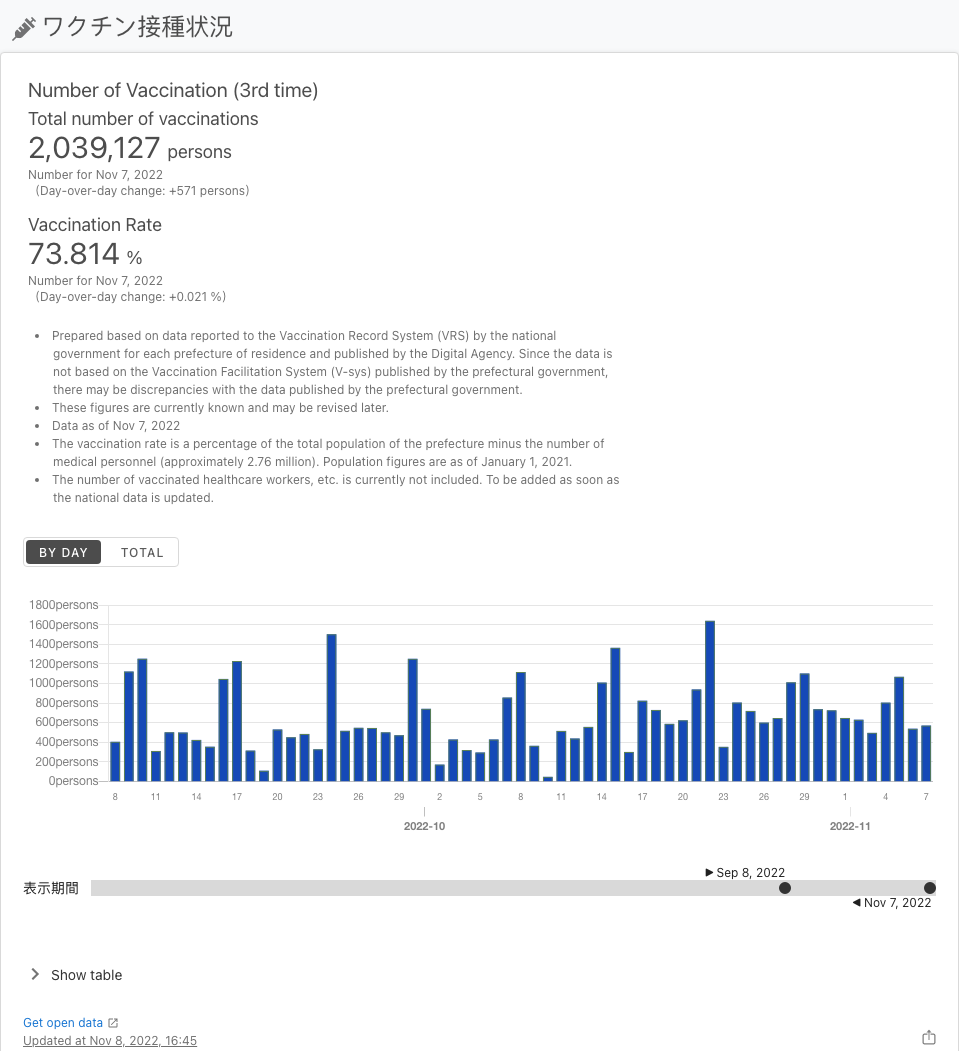 ワクチン接種状況
Number of Vaccination (3rd time)
Total number of vaccinations
2,039,127 persons
Number for Nov 7, 2022
(Day-over-day change: +571 persons)
Vaccination Rate
73.814 %
Number for Nov 7, 2022
(Day-over-day change: +0.021 %)
• Prepared based on data reported to the Vaccination Record System (VRS) by the national
government for each prefecture of residence and published by the Digital Agency. Since the data is
not based on the Vaccination Facilitation System (V-sys) published by the prefectural government,
there may be discrepancies with the data published by the prefectural government.
• These figures are currently known and may be revised later.
• Data as of Nov 7, 2022
• The vaccination rate is a percentage of the total population of the prefecture minus the number of
medical personnel (approximately 2.76 million). Population figures are as of January 1, 2021.
• The number of vaccinated healthcare workers, etc. is currently not included. To be added as soon as
the national data is updated.
BY DAY TOTAL
1800persons
1600persons
1400persons
1200persons
1000persons
800persons
600persons
400persons
200persons
0persons
8 11 14 17 20 23 26 29 2 5 8 11 14 17 20 23 26 29 1 4 7
2022-10 2022-11
Sep 8, 2022
表示期間
Nov 7, 2022
Show table
Get open data
Updated at Nov 8, 2022, 16:45